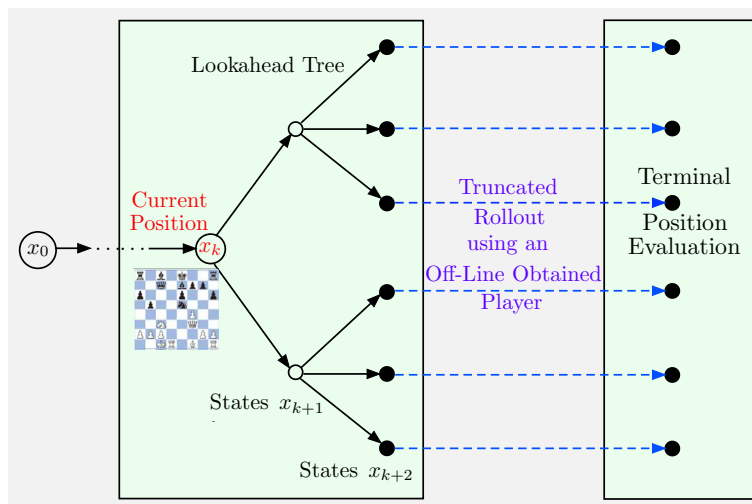 Lookahead Tree
Current
Position
x₀
xₖ
Truncated
Rollout
using an
Off-Line Obtained
Player
Terminal
Position
Evaluation
States xₖ₊₁
States xₖ₊₂